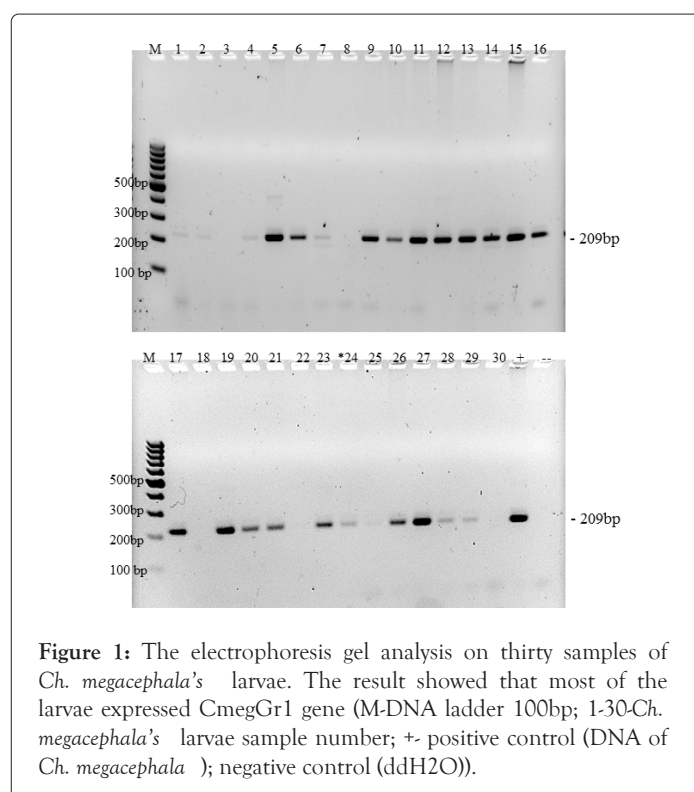 M 1 2 3 4 5 6 7 8 9 10 11 12 13 14 15 16
500bp
300bp
200bp
- 209bp
100 bp
M 17 18 19 20 21 22 23 *24 25 26 27 28 29 30 + --
500bp
300bp
- 209bp
200bp
100 bp
Figure 1: The electrophoresis gel analysis on thirty samples of
Ch. megacephala's larvae. The result showed that most of the
larvae expressed CmegGr1 gene (M-DNA ladder 100bp; 1-30-Ch.
megacephala's larvae sample number; +- positive control (DNA of
Ch. megacephala ); negative control (ddH2O)).